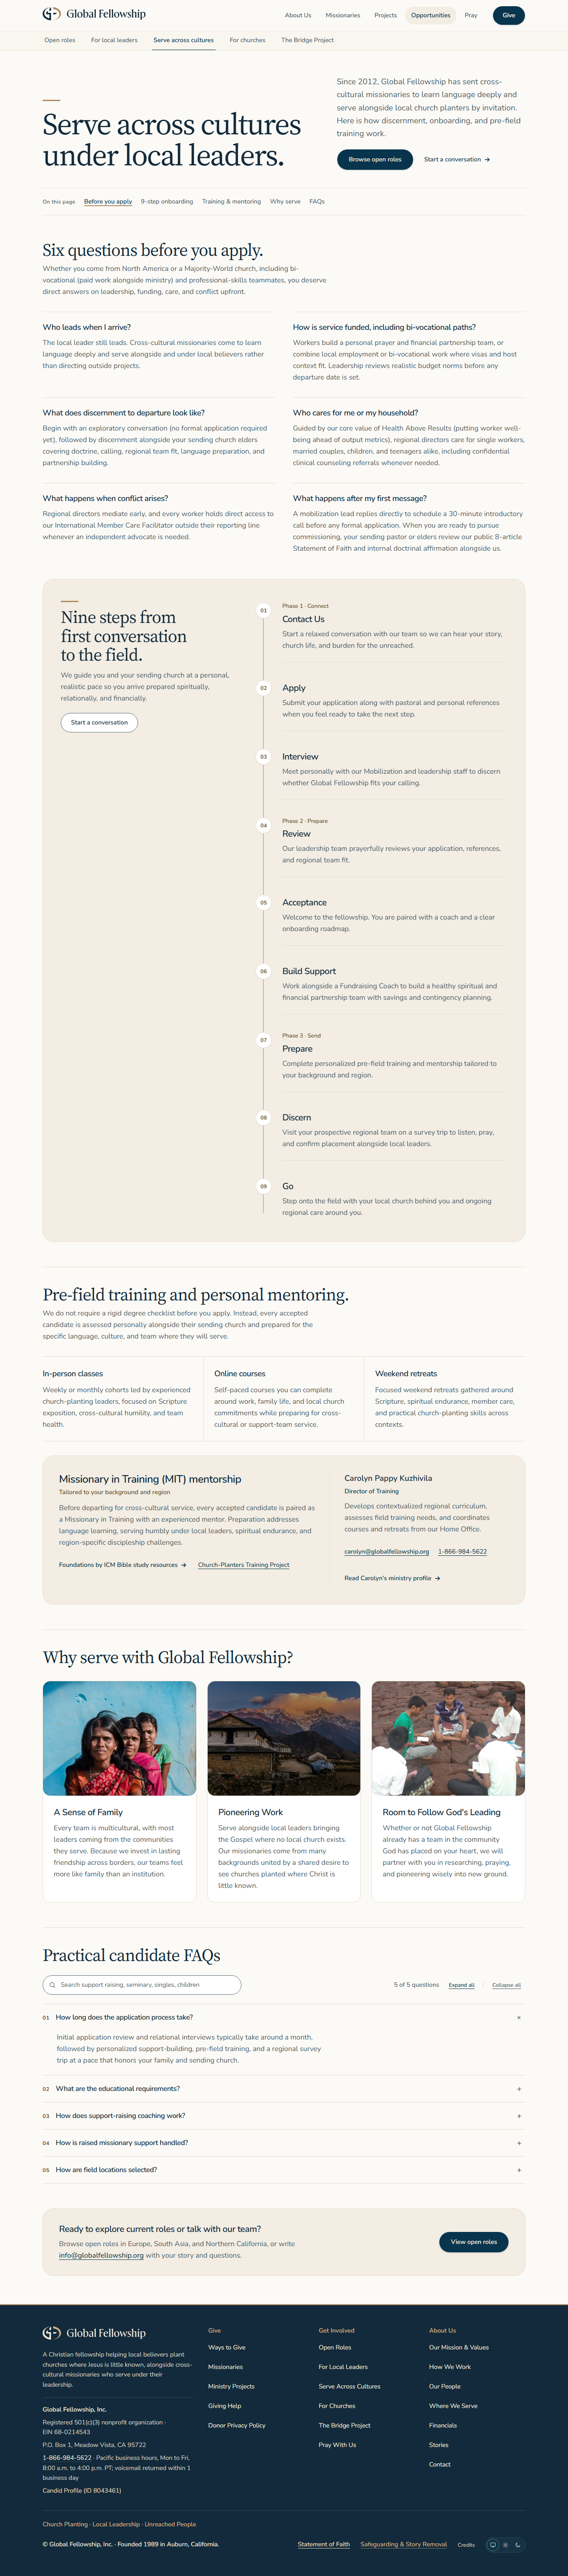 Global Fellowship
About Us
Missionaries
Projects
Opportunities
Pray
Give
Open roles
For local leaders
Serve across cultures
For churches
The Bridge Project
Serve across cultures
under local leaders.
Since 2012, Global Fellowship has sent cross-
cultural missionaries to learn language deeply and
serve alongside local church planters by invitation.
Here is how discernment, onboarding, and pre-field
training work.
Browse open roles
Start a conversation →
On this page
Before you apply
9-step onboarding
Training & mentoring
Why serve
FAQs
Six questions before you apply.
Whether you come from North America or a Majority-World church, including bi-
vocational (paid work alongside ministry) and professional-skills teammates, you deserve
direct answers on leadership, funding, care, and conflict upfront.
Who leads when I arrive?
The local leader still leads. Cross-cultural missionaries come to learn
language deeply and serve alongside and under local believers rather
than directing outside projects.
How is service funded, including bi-vocational paths?
Workers build a personal prayer and financial partnership team, or
combine local employment or bi-vocational work where visas and host
context fit. Leadership reviews realistic budget norms before any
departure date is set.
What does discernment to departure look like?
Begin with an exploratory conversation (no formal application required
yet), followed by discernment alongside your sending church elders
covering doctrine, calling, regional team fit, language preparation, and
partnership building.
Who cares for me or my household?
Guided by our core value of Health Above Results (putting worker well-
being ahead of output metrics), regional directors care for single workers,
married couples, children, and teenagers alike, including confidential
clinical counseling referrals whenever needed.
What happens when conflict arises?
Regional directors mediate early, and every worker holds direct access to
our International Member Care Facilitator outside their reporting line
whenever an independent advocate is needed.
What happens after my first message?
A mobilization lead replies directly to schedule a 30-minute introductory
call before any formal application. When you are ready to pursue
commissioning, your sending pastor or elders review our public 8-article
Statement of Faith and internal doctrinal affirmation alongside us.
Nine steps from
first conversation
to the field.
We guide you and your sending church at a personal,
realistic pace so you arrive prepared spiritually,
relationally, and financially.
Start a conversation
01
Phase 1 · Connect
Contact Us
Start a relaxed conversation with our team so we can hear your story,
church life, and burden for the unreached.
02
Apply
Submit your application along with pastoral and personal references
when you feel ready to take the next step.
03
Interview
Meet personally with our Mobilization and leadership staff to discern
whether Global Fellowship fits your calling.
04
Phase 2 · Prepare
Review
Our leadership team prayerfully reviews your application, references,
and regional team fit.
05
Acceptance
Welcome to the fellowship. You are paired with a coach and a clear
onboarding roadmap.
06
Build Support
Work alongside a Fundraising Coach to build a healthy spiritual and
financial partnership team with savings and contingency planning.
07
Phase 3 · Send
Prepare
Complete personalized pre-field training and mentorship tailored to
your background and region.
08
Discern
Visit your prospective regional team on a survey trip to listen, pray,
and confirm placement alongside local leaders.
09
Go
Step onto the field with your local church behind you and ongoing
regional care around you.
Pre-field training and personal mentoring.
We do not require a rigid degree checklist before you apply. Instead, every accepted
candidate is assessed personally alongside their sending church and prepared for the
specific language, culture, and team where they will serve.
In-person classes
Weekly or monthly cohorts led by experienced
church-planting leaders, focused on Scripture
exposition, cross-cultural humility, and team
health.
Online courses
Self-paced courses you can complete
around work, family life, and local church
commitments while preparing for cross-
cultural or support-team service.
Weekend retreats
Focused weekend retreats gathered around
Scripture, spiritual endurance, member care,
and practical church-planting skills across
contexts.
Missionary in Training (MIT) mentorship
Tailored to your background and region
Before departing for cross-cultural service, every accepted candidate is paired as
a Missionary in Training with an experienced mentor. Preparation addresses
language learning, serving humbly under local leaders, spiritual endurance, and
region-specific discipleship challenges.
Foundations by ICM Bible study resources →
Church-Planters Training Project
Carolyn Pappy Kuzhivila
Director of Training
Develops contextualized regional curriculum,
assesses field training needs, and coordinates
courses and retreats from our Home Office.
carolyn@globalfellowship.org
1-866-984-5622
Read Carolyn's ministry profile →
Why serve with Global Fellowship?
A Sense of Family
Every team is multicultural, with most
leaders coming from the communities
they serve. Because we invest in lasting
friendship across borders, our teams feel
more like family than an institution.
Pioneering Work
Serve alongside local leaders bringing
the Gospel where no local church exists.
Our missionaries come from many
backgrounds united by a shared desire to
see churches planted where Christ is
little known.
Room to Follow God's Leading
Whether or not Global Fellowship
already has a team in the community
God has placed on your heart, we will
partner with you in researching, praying,
and pioneering wisely into new ground.
Practical candidate FAQs
Search support raising, seminary, singles, children
5 of 5 questions
Expand all
Collapse all
01 How long does the application process take? ×
Initial application review and relational interviews typically take around a month,
followed by personalized support-building, pre-field training, and a regional survey
trip at a pace that honors your family and sending church.
02 What are the educational requirements? +
03 How does support-raising coaching work? +
04 How is raised missionary support handled? +
05 How are field locations selected? +
Ready to explore current roles or talk with our team?
Browse open roles in Europe, South Asia, and Northern California, or write
info@globalfellowship.org with your story and questions.
View open roles
Global Fellowship
A Christian fellowship helping local believers plant
churches where Jesus is little known, alongside cross-
cultural missionaries who serve under their
leadership.
Global Fellowship, Inc.
Registered 501(c)(3) nonprofit organization ·
EIN 68-0214543
P.O. Box 1, Meadow Vista, CA 95722
1-866-984-5622 · Pacific business hours, Mon to Fri,
8:00 a.m. to 4:00 p.m. PT; voicemail returned within 1
business day
Candid Profile (ID 8043461)
Give
Ways to Give
Missionaries
Ministry Projects
Giving Help
Donor Privacy Policy
Get Involved
Open Roles
For Local Leaders
Serve Across Cultures
For Churches
The Bridge Project
Pray With Us
About Us
Our Mission & Values
How We Work
Our People
Where We Serve
Financials
Stories
Contact
Church Planting · Local Leadership · Unreached People
© Global Fellowship, Inc. · Founded 1989 in Auburn, California.
Statement of Faith
Safeguarding & Story Removal
Credits